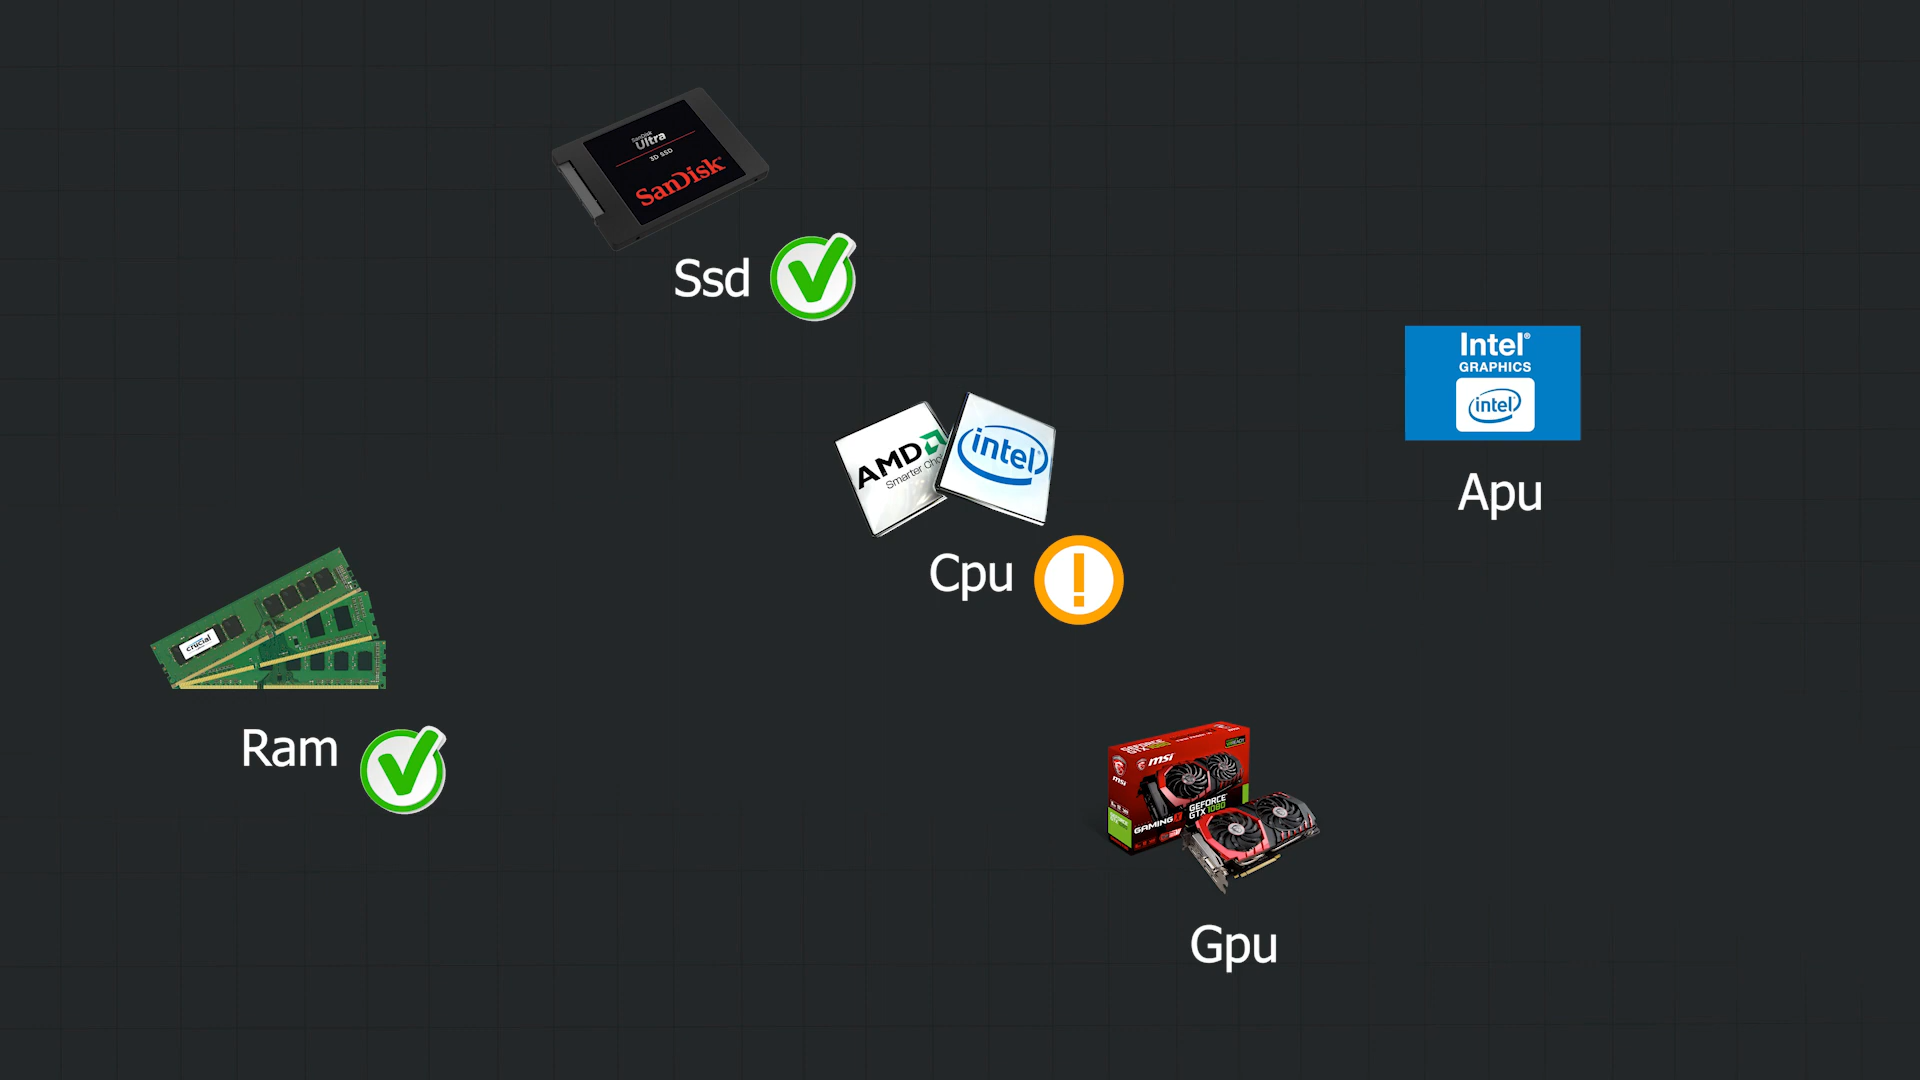 SanDisk
Ultra
3D SSD
SanDisk
Ssd
Intel®
GRAPHICS
intel
Apu
AMD
Smarter
intel
Cpu
crucial
Ram
msi
msi
GEFORCE
GTX 1080
GAMING X
Gpu